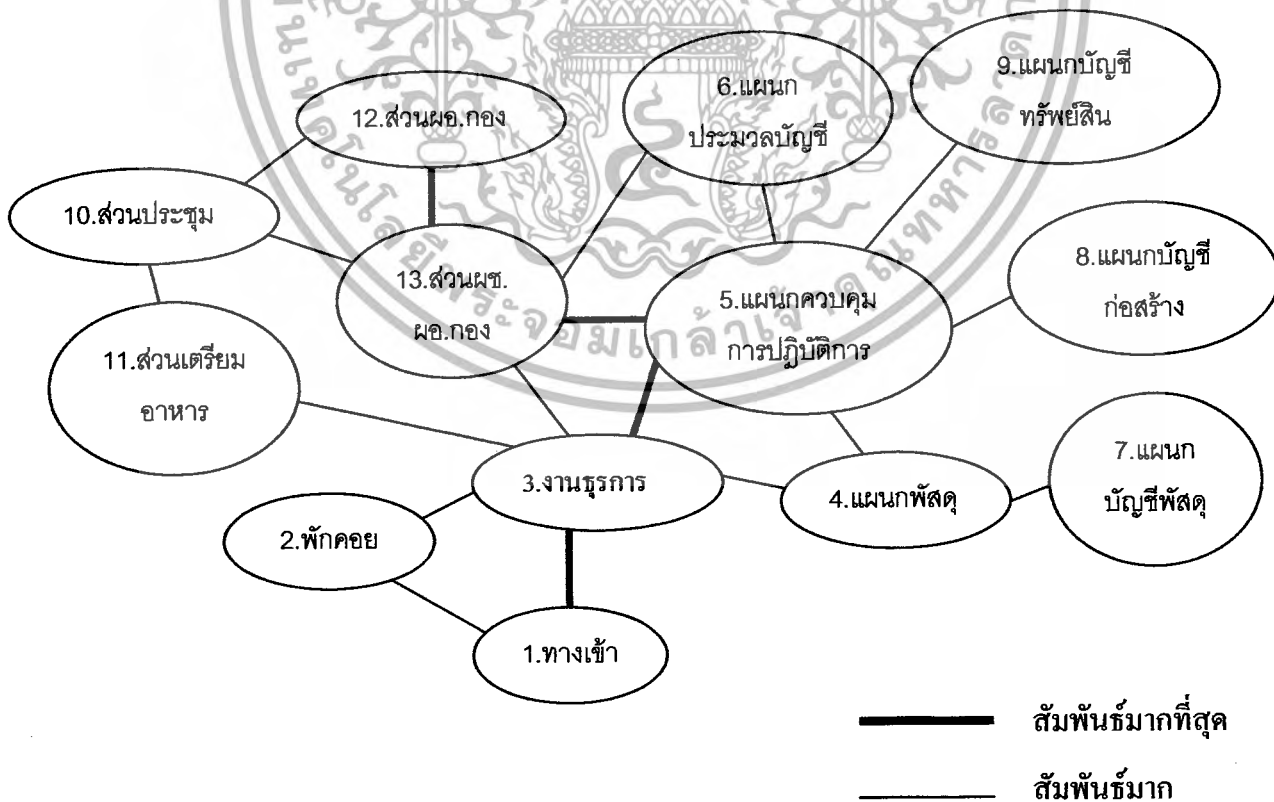 6.แผนก
ประมวลบัญชี
9.แผนกบัญชี
ทรัพย์สิน
12.ส่วนผอ.กอง
10.ส่วนประชุม
13.ส่วนผช.
ผอ.กอง
5.แผนกควบคุม
การปฏิบัติการ
8.แผนกบัญชี
ก่อสร้าง
11.ส่วนเตรียม
อาหาร
3.งานธุรการ
4.แผนกพัสดุ
7.แผนก
บัญชีพัสดุ
2.พักคอย
1.ทางเข้า
สัมพันธ์มากที่สุด
สัมพันธ์มาก